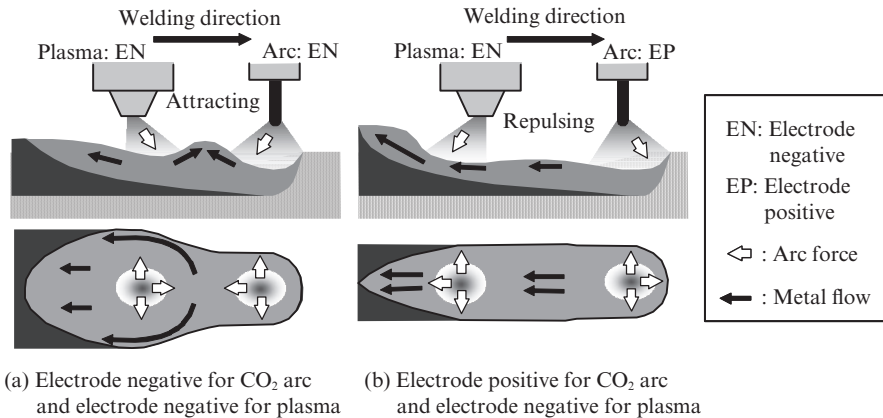 Welding direction
Plasma: EN
Arc: EN
Attracting
Welding direction
Plasma: EN
Arc: EP
Repulsing
EN: Electrode
negative
EP: Electrode
positive
: Arc force
: Metal flow
(a) Electrode negative for CO₂ arc
and electrode negative for plasma
(b) Electrode positive for CO₂ arc
and electrode negative for plasma